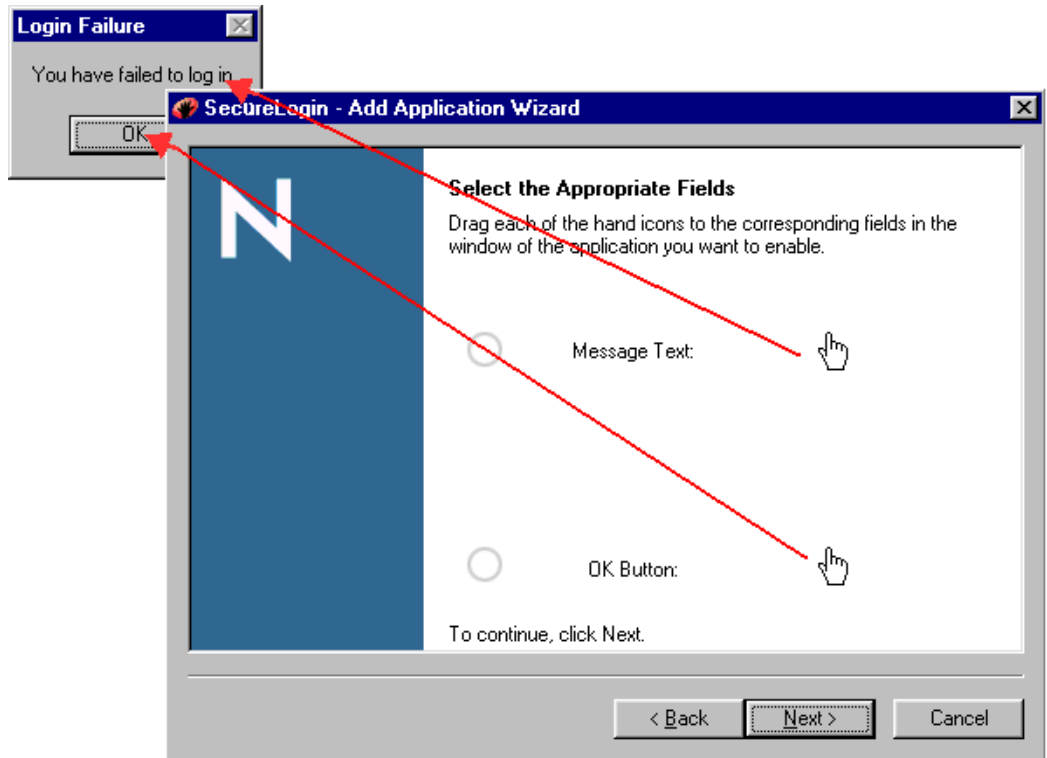 Login Failure
You have failed to log in.
OK
SecureLogin - Add Application Wizard
N
Select the Appropriate Fields
Drag each of the hand icons to the corresponding fields in the
window of the application you want to enable.
Message Text:
OK Button:
To continue, click Next.
< Back
Next >
Cancel